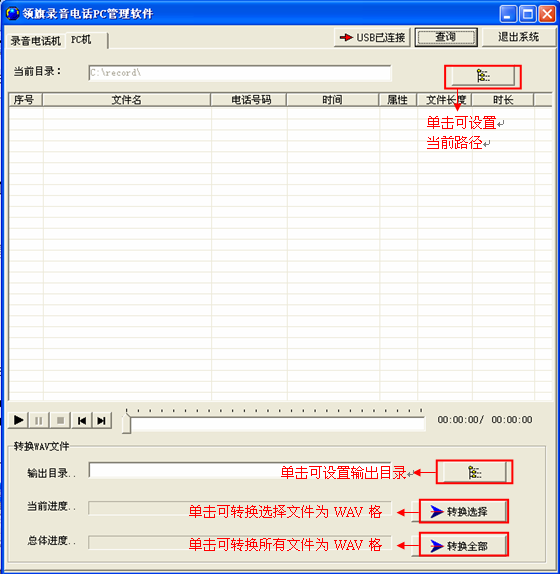 领旗录音电话PC管理软件
录音电话机 PC机 USB已连接 查询 退出系统
当前目录： C:\record\
序号 文件名 电话号码 时间 属性 文件长度 时长
单击可设置
当前路径
00:00:00/ 00:00:00
转换WAV文件
输出目录.. 单击可设置输出目录
当前进度.. 单击可转换选择文件为 WAV 格 转换选择
总体进度.. 单击可转换所有文件为 WAV 格 转换全部